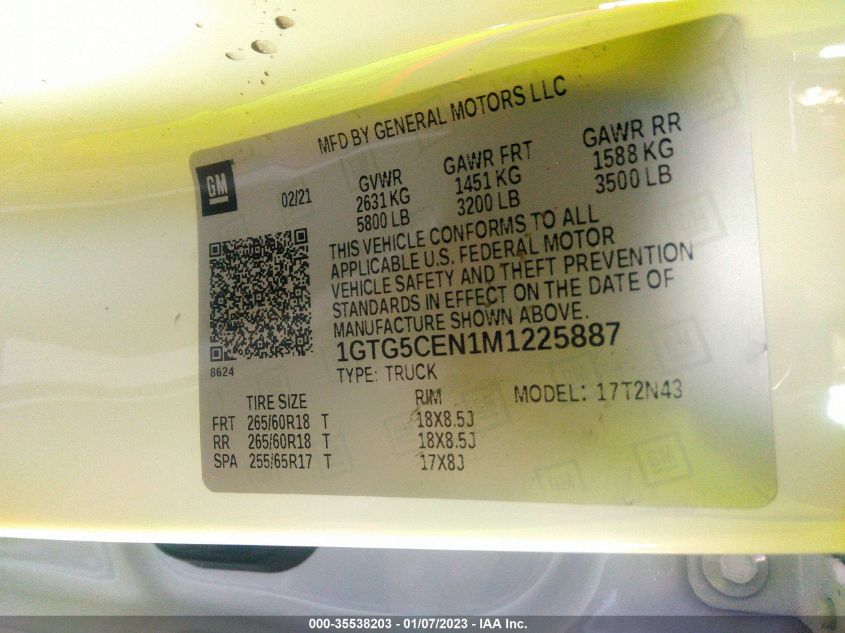 MFD BY GENERAL MOTORS LLC
GM
02/21
GVWR
2631 KG
5800 LB
GAWR FRT
1451 KG
3200 LB
GAWR RR
1588 KG
3500 LB
THIS VEHICLE CONFORMS TO ALL
APPLICABLE U.S. FEDERAL MOTOR
VEHICLE SAFETY AND THEFT PREVENTION
STANDARDS IN EFFECT ON THE DATE OF
MANUFACTURE SHOWN ABOVE.
1GTG5CEN1M1225887
8624
TYPE: TRUCK
MODEL: 17T2N43
TIRE SIZE RIM
FRT 265/60R18 T 18X8.5J
RR 265/60R18 T 18X8.5J
SPA 255/65R17 T 17X8J
000-35538203 - 01/07/2023 - IAA Inc.